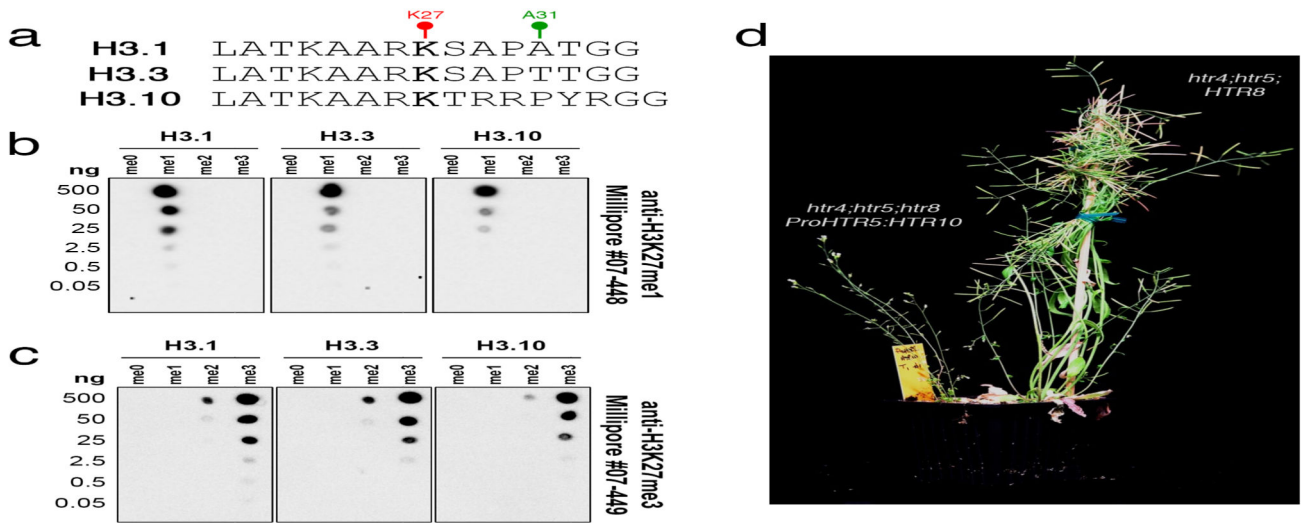 a
K27
A31
H3.1 LATKAARKSAPATGG
H3.3 LATKAARKSAPTTGG
H3.10 LATKAARKTRRPYRGG
b
H3.1
H3.3
H3.10
me0 me1 me2 me3
me0 me1 me2 me3
me0 me1 me2 me3
ng
500
50
25
2.5
0.5
0.05
anti-H3K27me1
Millipore #07-448
c
H3.1
H3.3
H3.10
me0 me1 me2 me3
me0 me1 me2 me3
me0 me1 me2 me3
ng
500
50
25
2.5
0.5
0.05
anti-H3K27me3
Millipore #07-449
d
htr4;htr5;
HTR8
htr4;htr5;htr8
ProHTR5:HTR10